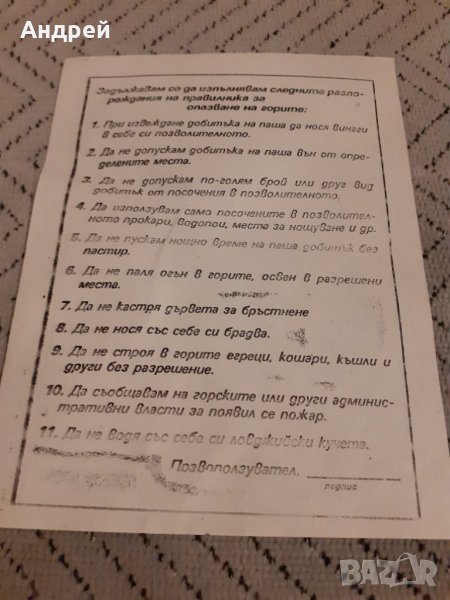 Андрей
Задължавам се да изпълнявам следните разпо-
реждания на правилника за
опазване на горите:
1. При извеждане добитъка на паша да нося винаги
в себе си позволителното.
2. Да не допускам добитъка на паша вън от опре-
делените места.
3. Да не допускам по-голям брой или друг вид
добитък от посочения в позволителното.
4. Да използувам само посочените в позволител-
ното прокари, водопои, места за нощуване и др.
5. Да не пускам нощно време на паша добитък без
пастир.
6. Да не паля огън в горите, освен в разрешени
места.
7. Да не кастря дървета за бръстнене
8. Да не нося със себе си брадва.
9. Да не строя в горите егреци, кошари, къшли и
други без разрешение.
10. Да съобщавам на горските или други админис-
тративни власти за появил се пожар.
11. Да не водя със себе си ловджийски кучета.
Позвоползувател.
подпис
BAZAR